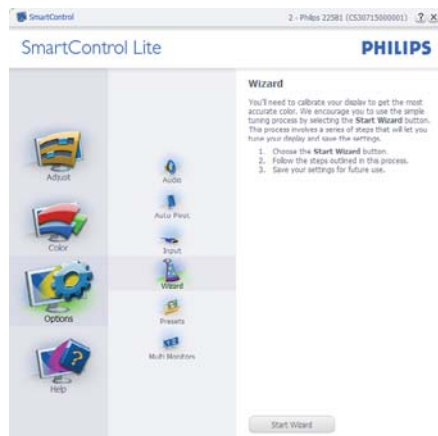 SmartControl
2 - Philips 225B1 (CS30715000001) ? X
SmartControl Lite
PHILIPS
Adjust
Color
Options
Help
Audio
Auto Pivot
Input
Wizard
Presets
Multi Monitors
Wizard
You'll need to calibrate your display to get the most
accurate color. We encourage you to use the simple
tuning process by selecting the Start Wizard button.
This process involves a series of steps that will let you
tune your display and save the settings.
1. Choose the Start Wizard button.
2. Follow the steps outlined in this process.
3. Save your settings for future use.
Start Wizard